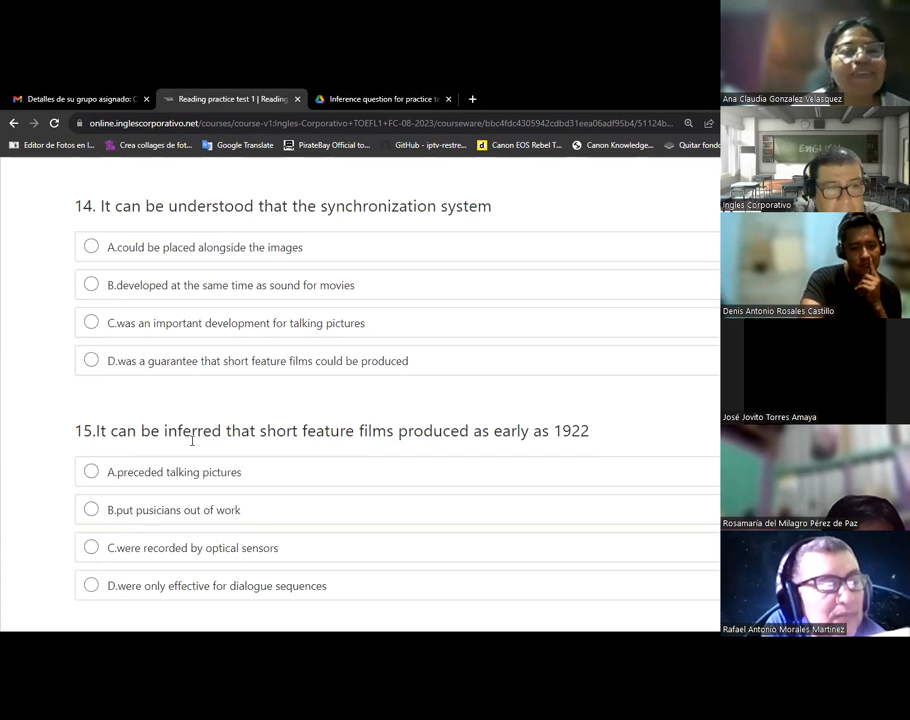 Detalles de su grupo asignado: C
Reading practice test 1 | Reading
Inference question for practice te
online.inglescorporativo.net/courses/course-v1:Ingles-Corporativo+TOEFL1+FC-08-2023/courseware/bbc4fdc4305942cdbd31eea06adf95b4/51124b...
Editor de Fotos en l...
Crea collages de fot...
Google Translate
PirateBay Official to...
GitHub - iptv-restre...
Canon EOS Rebel T...
Canon Knowledge...
Quitar fondo
14. It can be understood that the synchronization system
A.could be placed alongside the images
B.developed at the same time as sound for movies
C.was an important development for talking pictures
D.was a guarantee that short feature films could be produced
15.It can be inferred that short feature films produced as early as 1922
A.preceded talking pictures
B.put pusicians out of work
C.were recorded by optical sensors
D.were only effective for dialogue sequences
Ana Claudia Gonzalez Velasquez
ENGLISH
Ingles Corporativo
Denis Antonio Rosales Castillo
José Jovito Torres Amaya
Rosamaría del Milagro Pérez de Paz
Rafael Antonio Morales Martinez